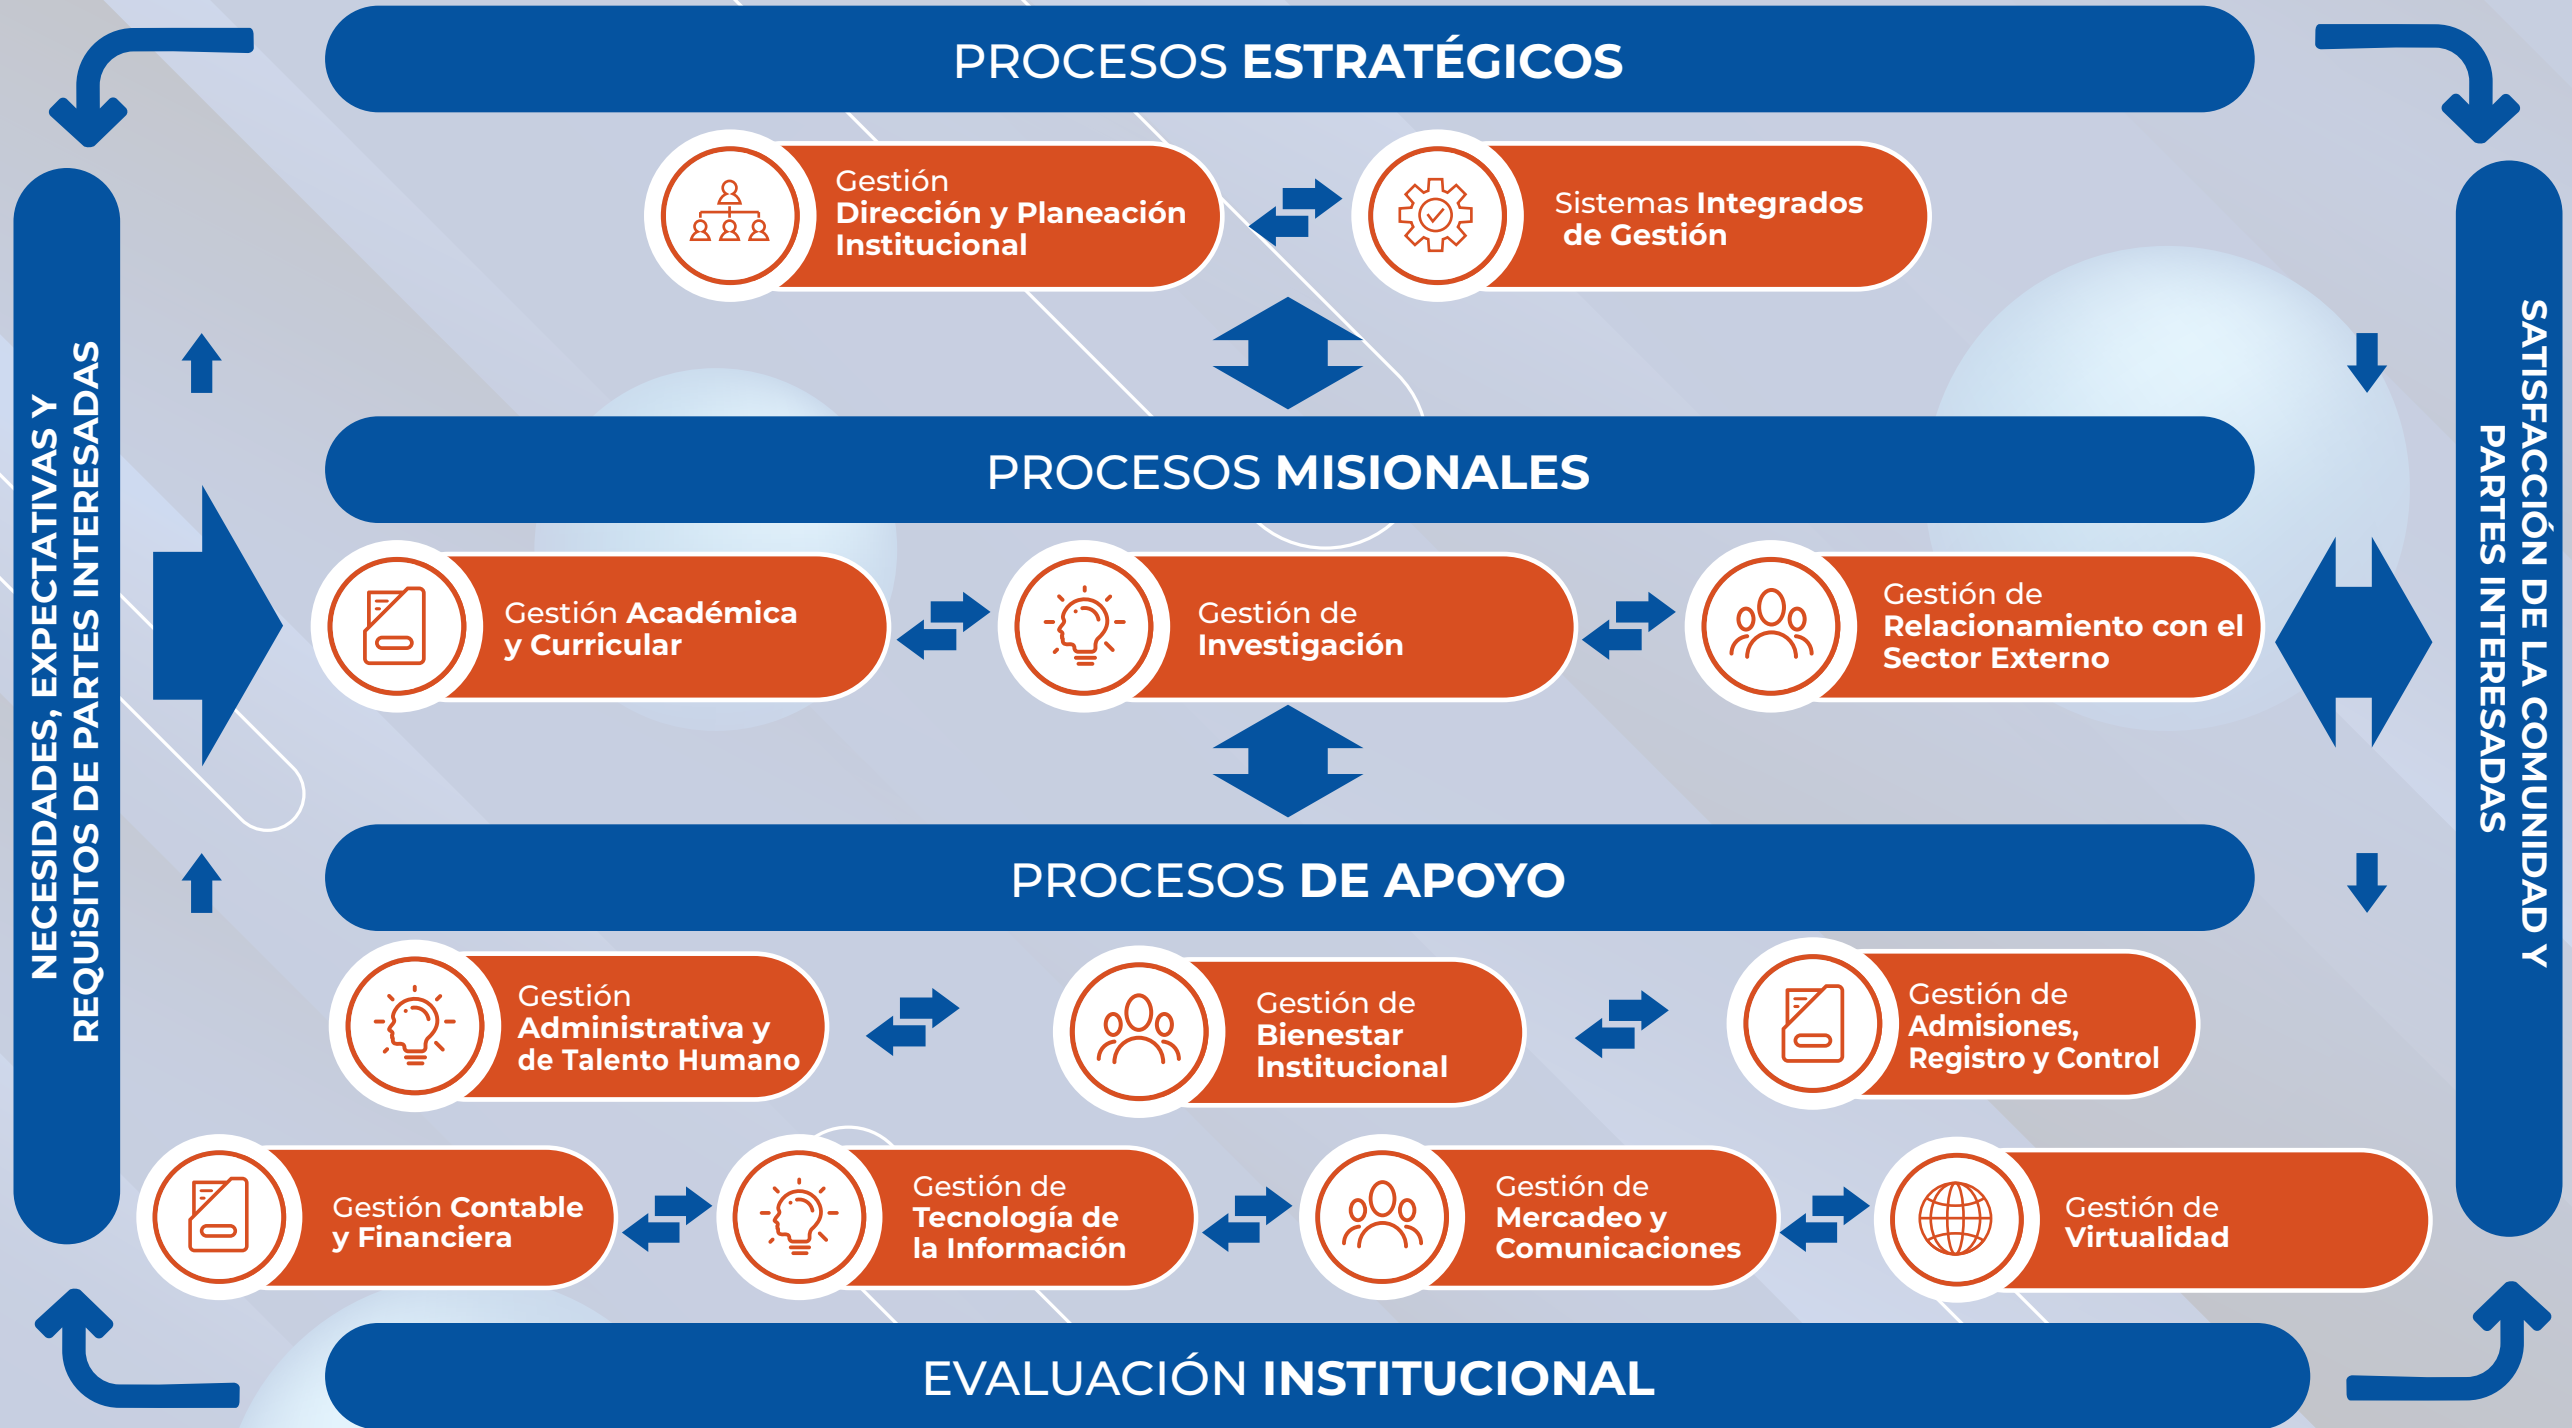 PROCESOS ESTRATÉGICOS
Gestión
Dirección y Planeación
Institucional
Sistemas Integrados
de Gestión
NECESIDADES, EXPECTATIVAS Y
REQUiSITOS DE PARTES INTERESADAS
SATISFACCIÓN DE LA COMUNIDAD Y
PARTES INTERESADAS
PROCESOS MISIONALES
Gestión Académica
y Curricular
Gestión de
Investigación
Gestión de
Relacionamiento con el
Sector Externo
PROCESOS DE APOYO
Gestión
Administrativa y
de Talento Humano
Gestión de
Bienestar
Institucional
Gestión de
Admisiones,
Registro y Control
Gestión Contable
y Financiera
Gestión de
Tecnología de
la Información
Gestión de
Mercadeo y
Comunicaciones
Gestión de
Virtualidad
EVALUACIÓN INSTITUCIONAL